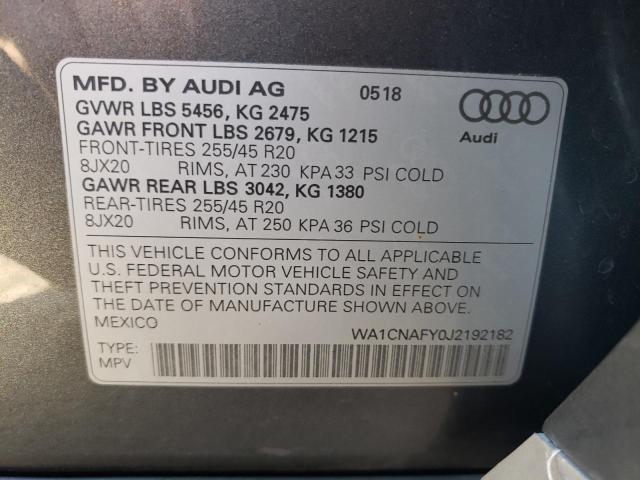 MFD. BY AUDI AG 0518
GVWR LBS 5456, KG 2475
GAWR FRONT LBS 2679, KG 1215
FRONT-TIRES 255/45 R20
8JX20 RIMS, AT 230 KPA 33 PSI COLD
GAWR REAR LBS 3042, KG 1380
REAR-TIRES 255/45 R20
8JX20 RIMS, AT 250 KPA 36 PSI COLD
Audi
THIS VEHICLE CONFORMS TO ALL APPLICABLE
U.S. FEDERAL MOTOR VEHICLE SAFETY AND
THEFT PREVENTION STANDARDS IN EFFECT ON
THE DATE OF MANUFACTURE SHOWN ABOVE.
MEXICO
WA1CNAFY0J2192182
TYPE:
MPV